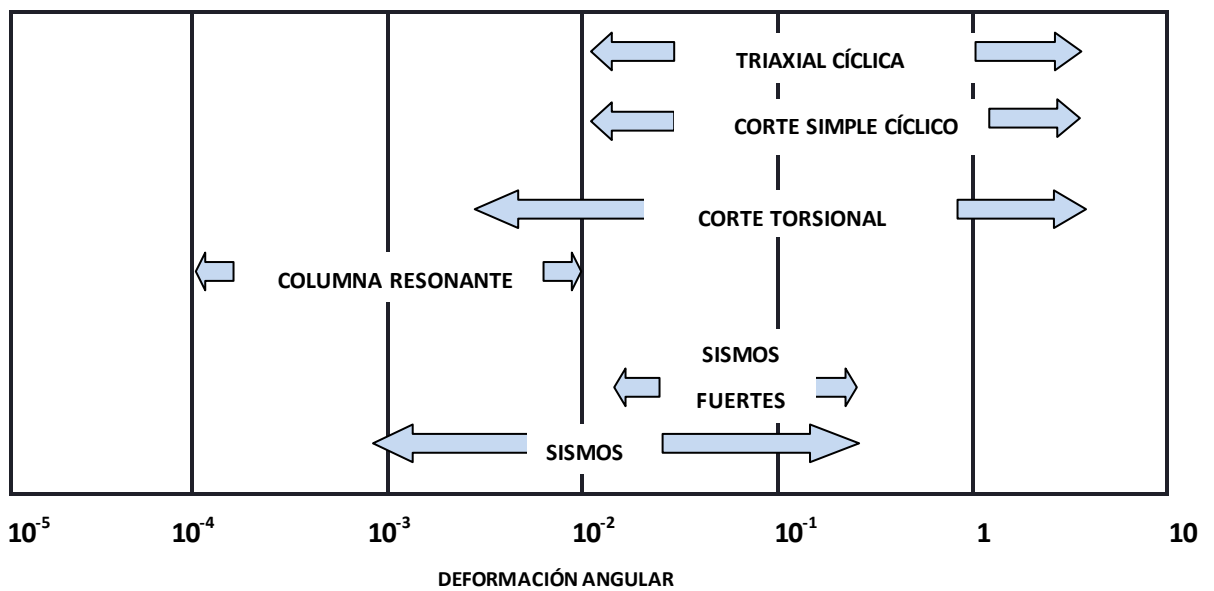 TRIAXIAL CÍCLICA
CORTE SIMPLE CÍCLICO
CORTE TORSIONAL
COLUMNA RESONANTE
SISMOS
FUERTES
SISMOS
10⁻⁵ 10⁻⁴ 10⁻³ 10⁻² 10⁻¹ 1 10
DEFORMACIÓN ANGULAR